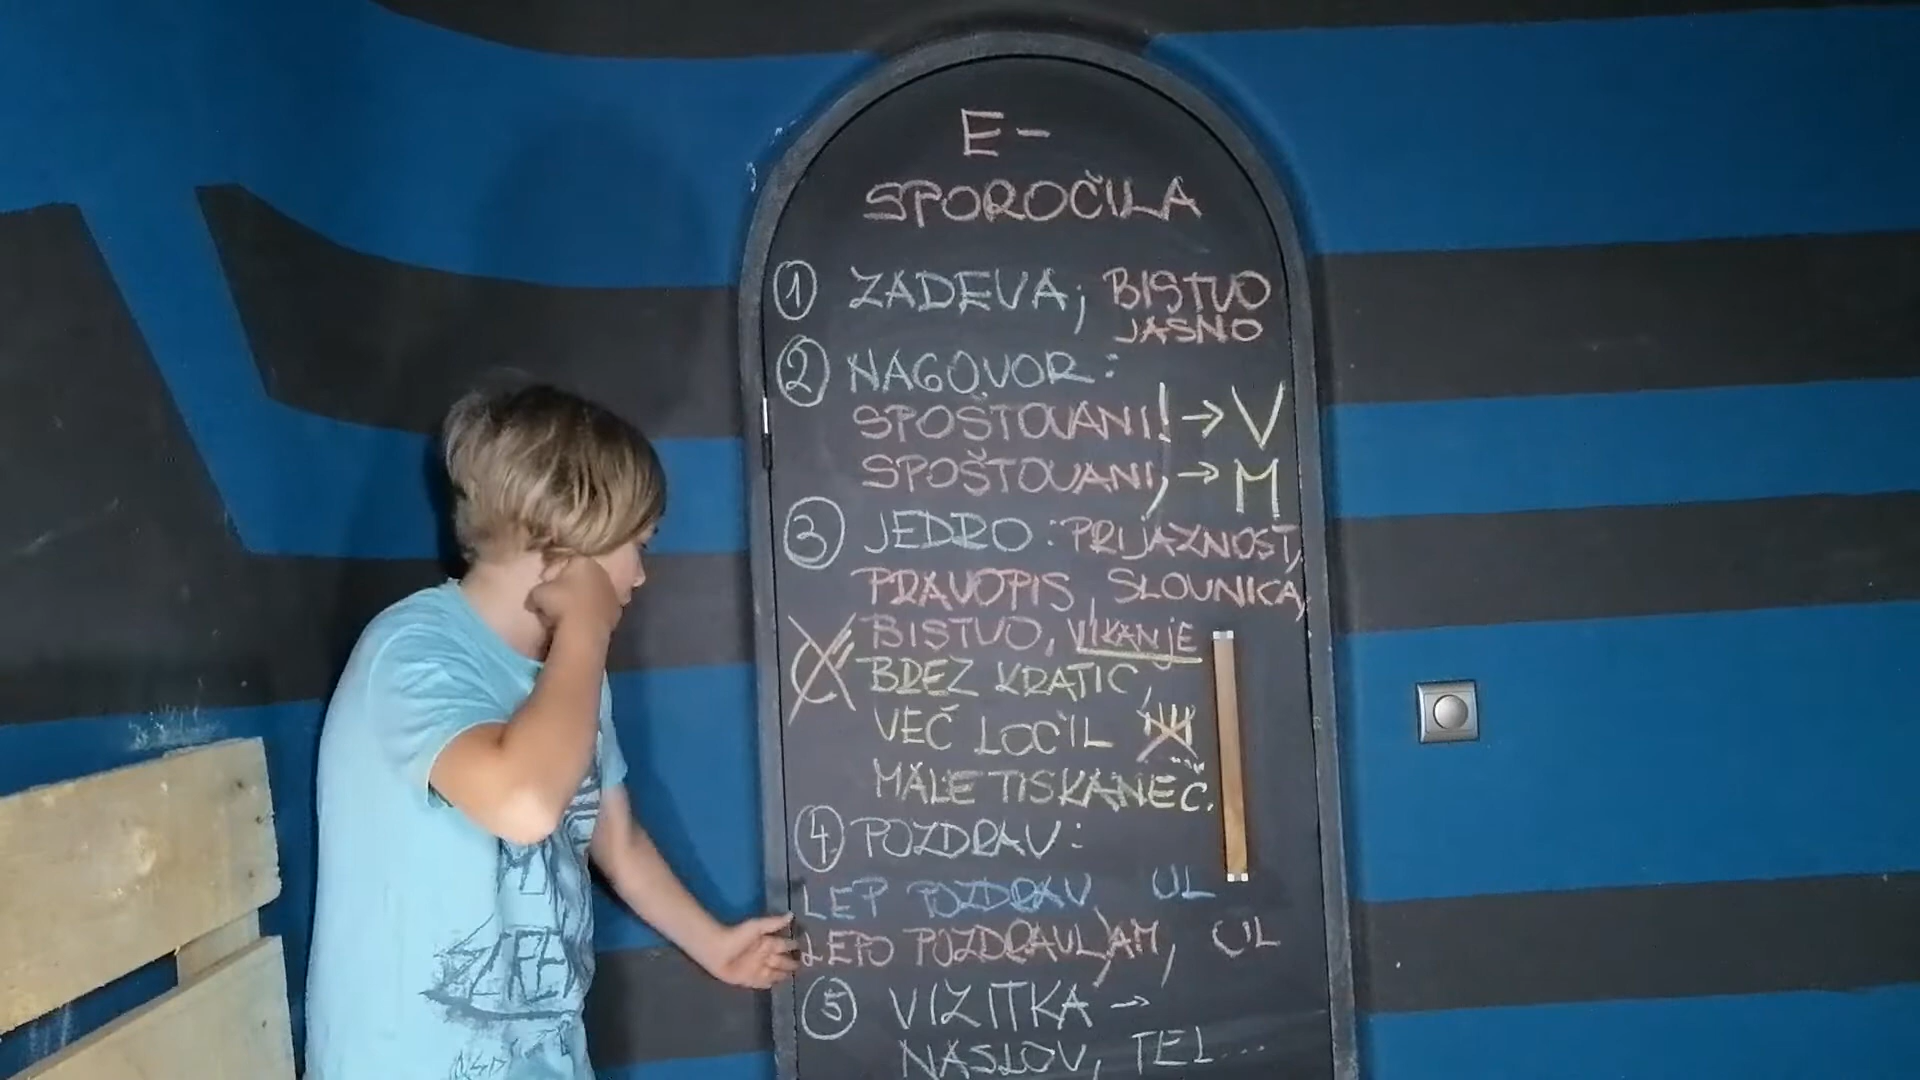 E-
SPOROČILA
1 ZADEVA; BISTVO
JASNO
2 NAGOVOR:
SPOŠTOVANI! → V
SPOŠTOVANI, → M
3 JEDRO: PRIJAZNOST,
PRAVOPIS, SLOVNICA,
BISTVO, VIKANJE
BREZ KRATIC,
VEČ LOČIL
MALE TISKANE Č.
4 POZDRAV:
LEP POZDRAV UL
LEPO POZDRAVLJAM, UL
5 VIZITKA →
NASLOV, TEL...